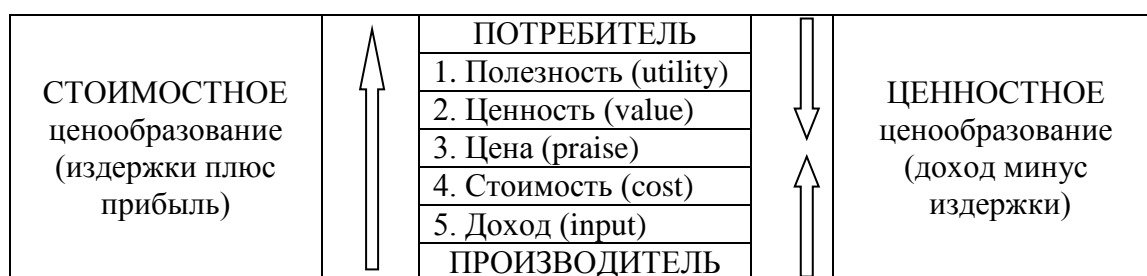 СТОИМОСТНОЕ
ценообразование
(издержки плюс
прибыль)
ПОТРЕБИТЕЛЬ
1. Полезность (utility)
2. Ценность (value)
3. Цена (praise)
4. Стоимость (cost)
5. Доход (input)
ПРОИЗВОДИТЕЛЬ
ЦЕННОСТНОЕ
ценообразование
(доход минус
издержки)